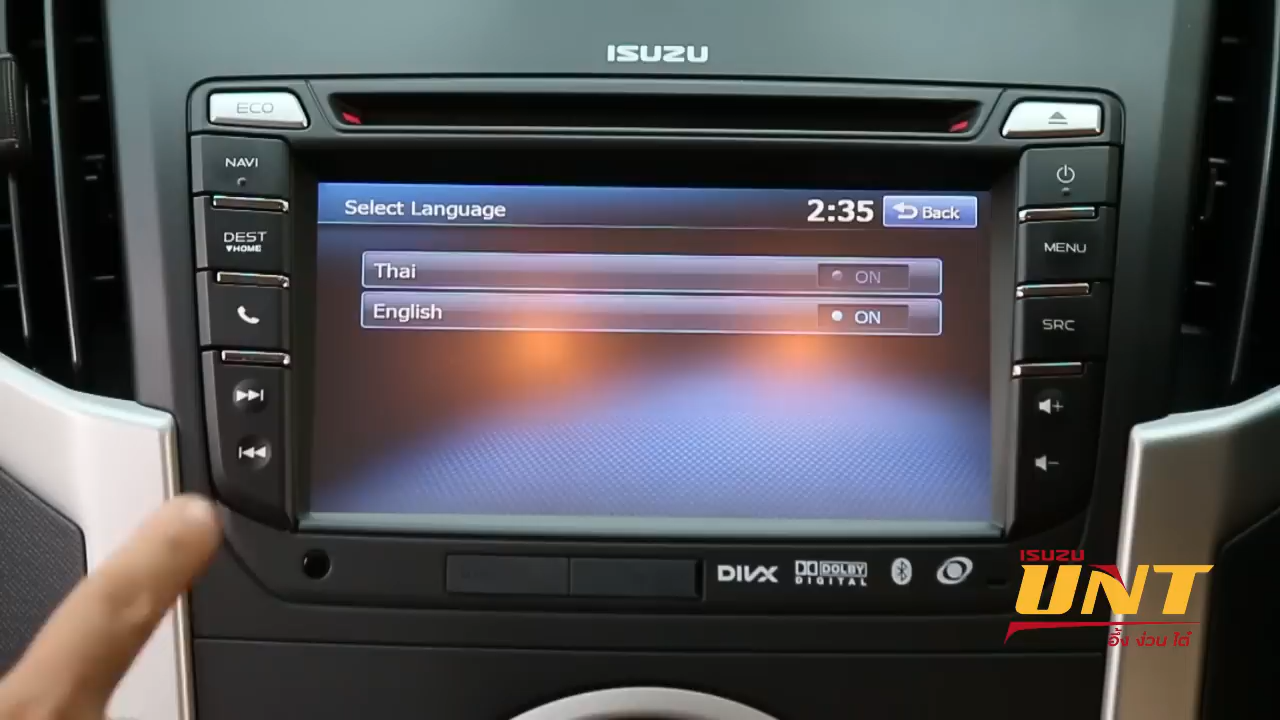 ISUZU
ECO
NAVI
DEST
▼HOME
Select Language
2:35
Back
Thai
ON
English
ON
MENU
SRC
DIVX
DOLBY
DIGITAL
ISUZU
UNT
อึ้ง ง่วน ไต๋